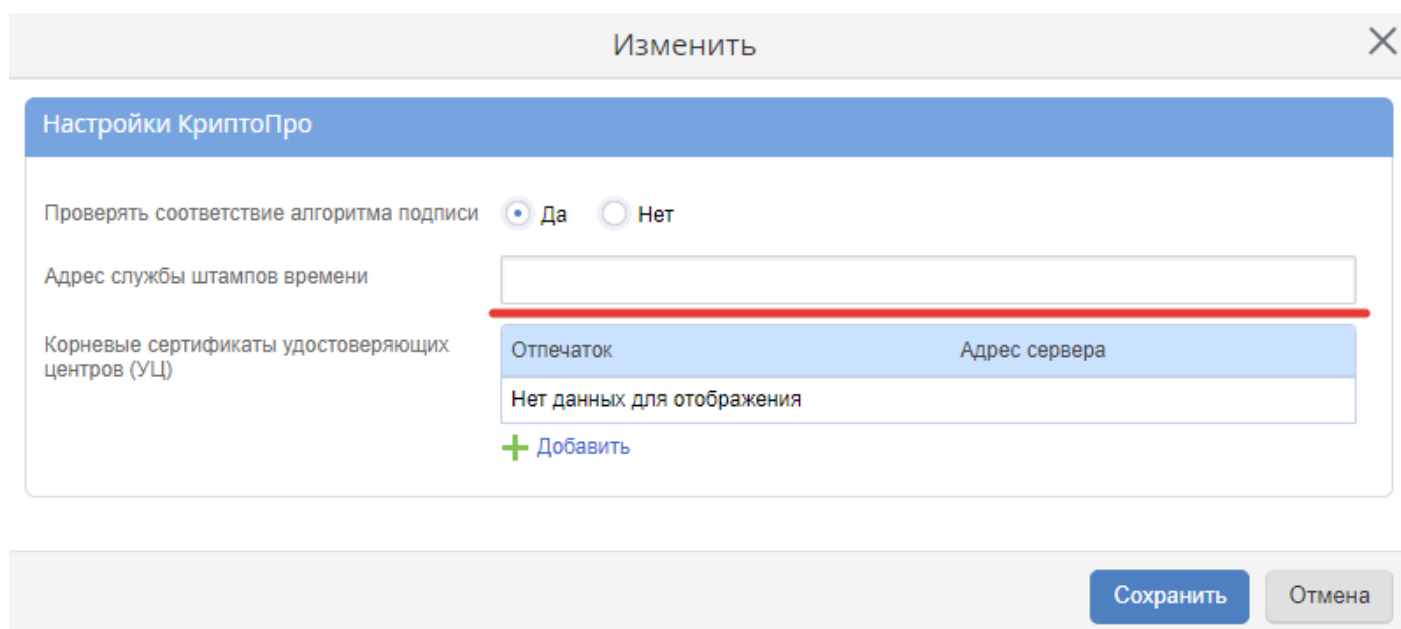 Изменить
Настройки КриптоПро
Проверять соответствие алгоритма подписи Да Нет
Адрес службы штампов времени
Корневые сертификаты удостоверяющих
центров (УЦ)
Отпечаток Адрес сервера
Нет данных для отображения
Добавить
Сохранить Отмена